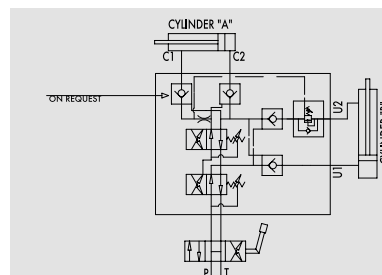 CYLINDER "A"
C1 C2
ON REQUEST
U2
U1
P T